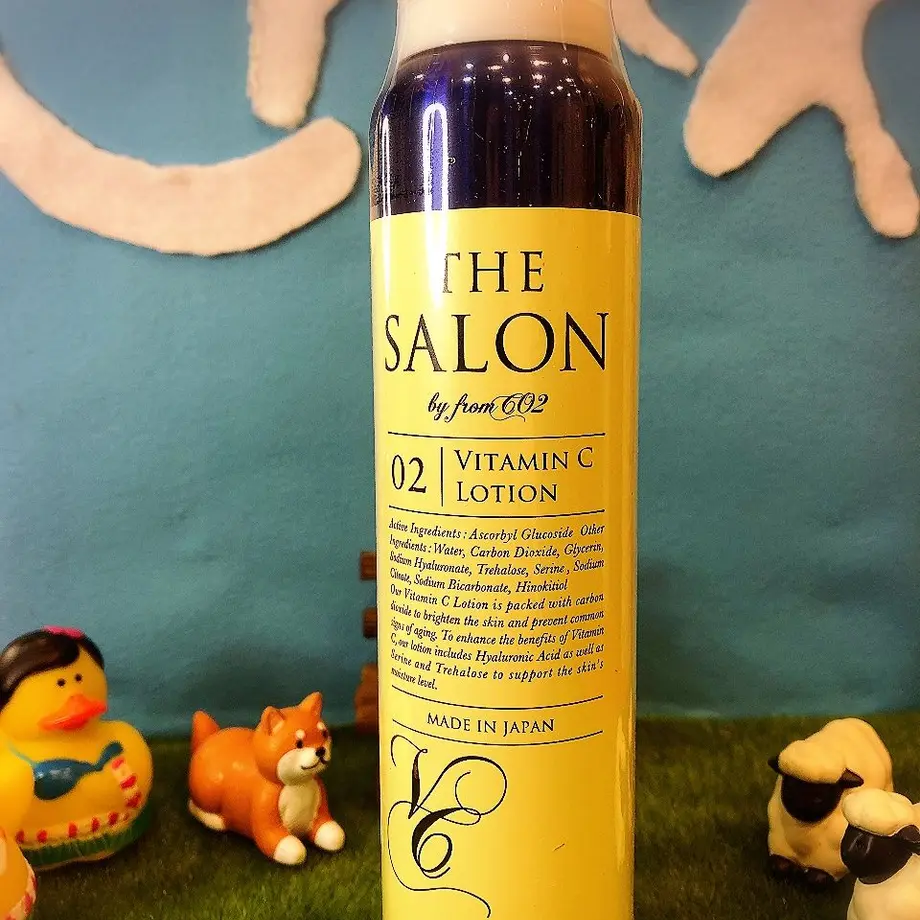 THE
SALON
by from CO2
02
VITAMIN C
LOTION
Active Ingredients : Ascorbyl Glucoside Other
Ingredients : Water, Carbon Dioxide, Glycerin,
Sodium Hyaluronate, Trehalose, Serine, Sodium
Citrate, Sodium Bicarbonate, Hinokitiol
Our Vitamin C Lotion is packed with carbon
dioxide to brighten the skin and prevent common
signs of aging. To enhance the benefits of Vitamin
C, our lotion includes Hyaluronic Acid as well as
Serine and Trehalose to support the skin's
moisture level.
MADE IN JAPAN
VC